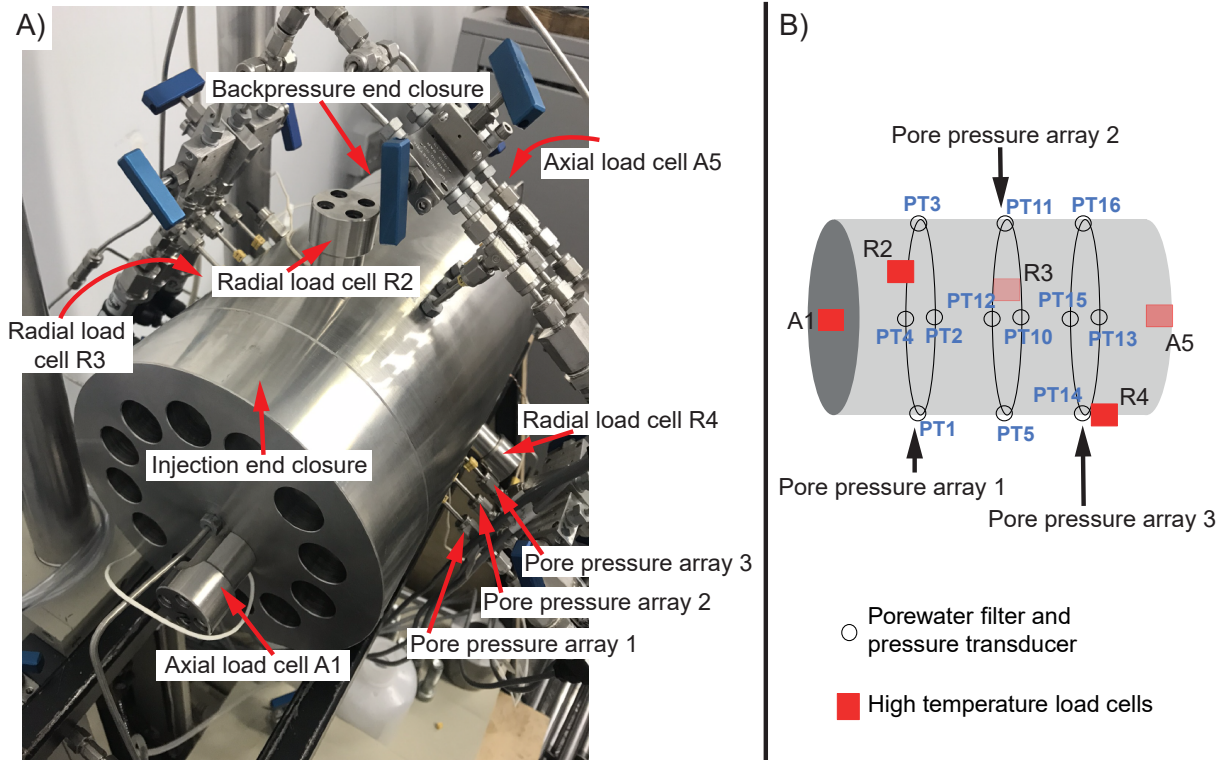 A)
Backpressure end closure
Axial load cell A5
Radial load cell R2
Radial load
cell R3
Radial load cell R4
Injection end closure
Pore pressure array 3
Pore pressure array 2
Pore pressure array 1
Axial load cell A1
B)
Pore pressure array 2
PT3
PT11
PT16
R2
R3
PT12
PT15
A1
PT4
PT2
PT10
PT13
A5
PT14
R4
PT1
PT5
Pore pressure array 1
Pore pressure array 3
Porewater filter and
pressure transducer
High temperature load cells